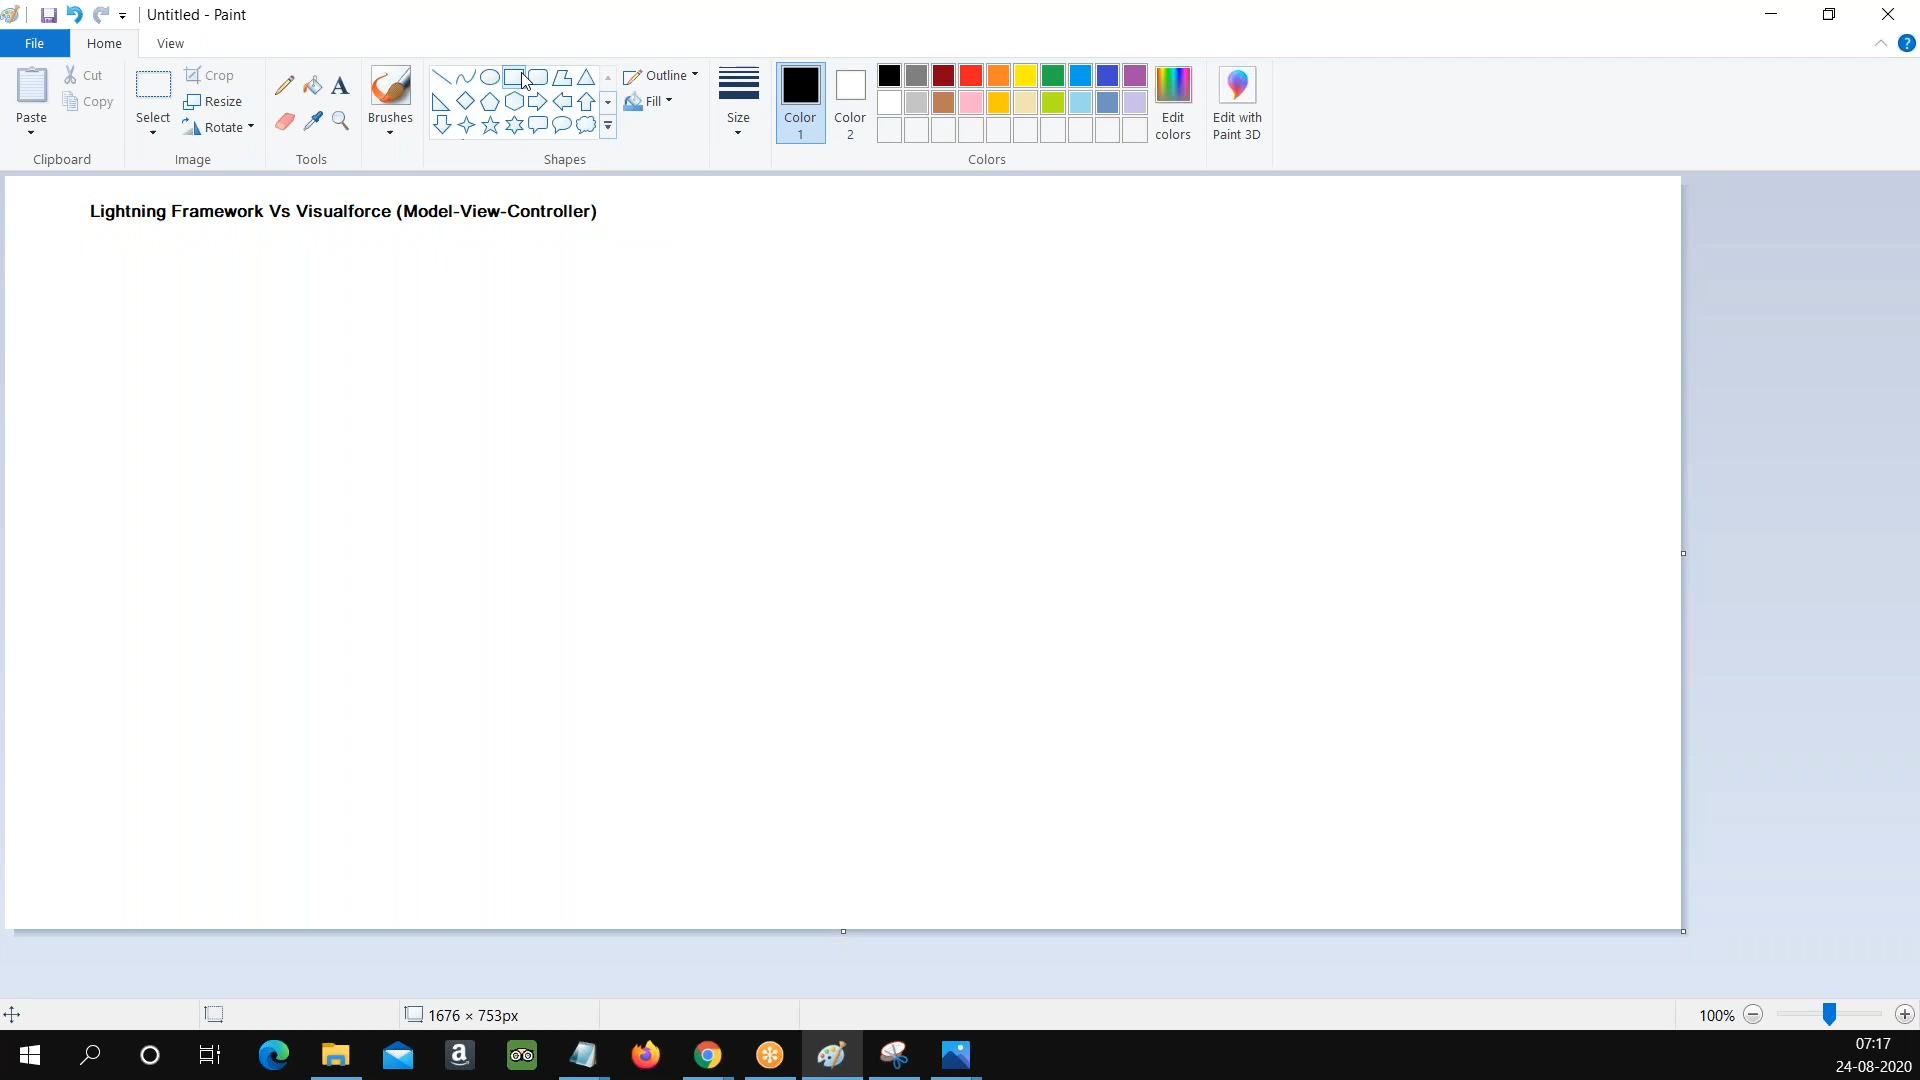 Untitled - Paint
File
Home
View
Paste
Cut
Copy
Clipboard
Select
Crop
Resize
Rotate
Image
Tools
Brushes
Shapes
Outline
Fill
Size
Color 1
Color 2
Colors
Edit colors
Edit with Paint 3D
Lightning Framework Vs Visualforce (Model-View-Controller)
1676 × 753px
100%
07:17
24-08-2020